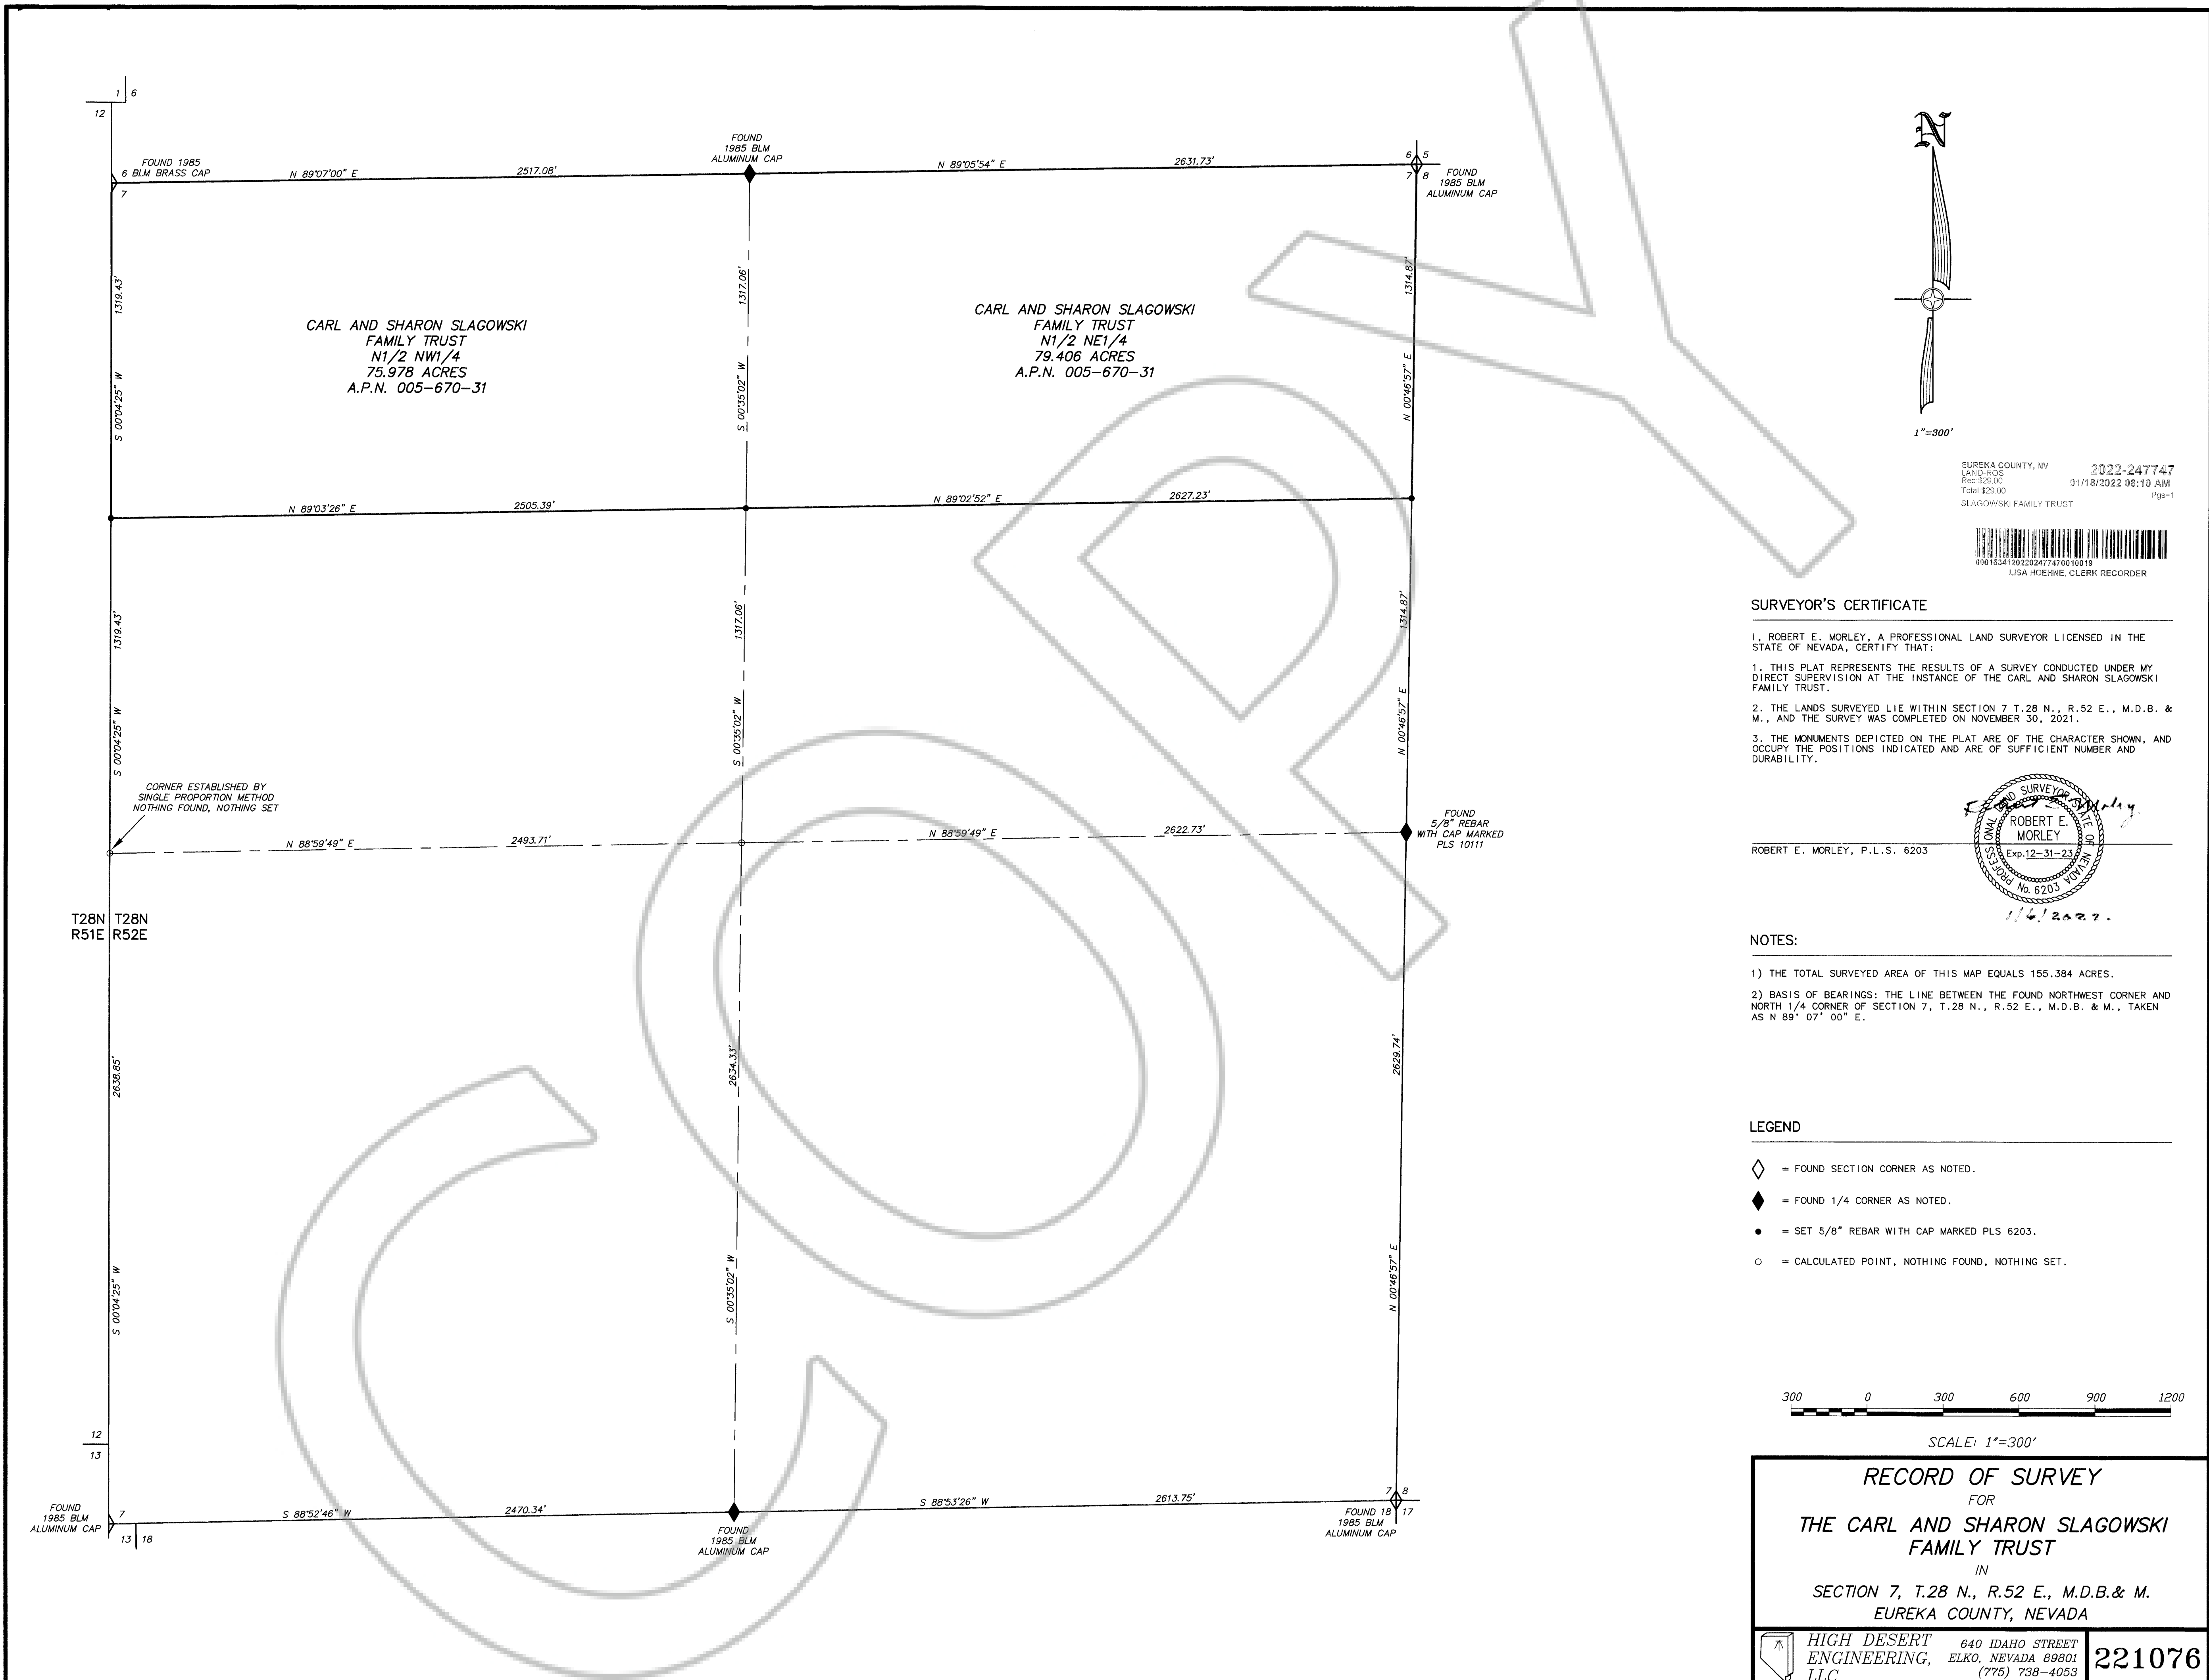 1 6
12
FOUND 1985
6 BLM BRASS CAP
7
N 89°07'00" E 2517.08'
FOUND
1985 BLM
ALUMINUM CAP
N 89°05'54" E 2631.73'
6 5
7 8
FOUND
1985 BLM
ALUMINUM CAP
1319.43'
S 00°04'25" W
CARL AND SHARON SLAGOWSKI
FAMILY TRUST
N1/2 NW1/4
75.978 ACRES
A.P.N. 005-670-31
1317.06'
S 00°35'02" W
CARL AND SHARON SLAGOWSKI
FAMILY TRUST
N1/2 NE1/4
79.406 ACRES
A.P.N. 005-670-31
1314.87'
N 00°46'57" E
N 89°03'26" E 2505.39'
N 89°02'52" E 2627.23'
1319.43'
S 00°04'25" W
1317.06'
S 00°35'02" W
1314.87'
N 00°46'57" E
CORNER ESTABLISHED BY
SINGLE PROPORTION METHOD
NOTHING FOUND, NOTHING SET
N 88°59'49" E 2493.71'
N 88°59'49" E 2622.73'
FOUND
5/8" REBAR
WITH CAP MARKED
PLS 10111
T28N T28N
R51E R52E
2638.85'
S 00°04'25" W
2634.33'
S 00°35'02" W
2629.74'
N 00°46'57" E
12
13
FOUND
1985 BLM
ALUMINUM CAP
7
13 18
S 88°52'46" W 2470.34'
FOUND
1985 BLM
ALUMINUM CAP
S 88°53'26" W 2613.75'
7 8
FOUND 18 17
1985 BLM
ALUMINUM CAP
COPY
N
1"=300'
EUREKA COUNTY, NV 2022-247747
LAND-ROS
Rec:$29.00 01/18/2022 08:10 AM
Total:$29.00 Pgs=1
SLAGOWSKI FAMILY TRUST
00015341202202477470010019
LISA HOEHNE, CLERK RECORDER
SURVEYOR'S CERTIFICATE
I, ROBERT E. MORLEY, A PROFESSIONAL LAND SURVEYOR LICENSED IN THE
STATE OF NEVADA, CERTIFY THAT:
1. THIS PLAT REPRESENTS THE RESULTS OF A SURVEY CONDUCTED UNDER MY
DIRECT SUPERVISION AT THE INSTANCE OF THE CARL AND SHARON SLAGOWSKI
FAMILY TRUST.
2. THE LANDS SURVEYED LIE WITHIN SECTION 7 T.28 N., R.52 E., M.D.B. &
M., AND THE SURVEY WAS COMPLETED ON NOVEMBER 30, 2021.
3. THE MONUMENTS DEPICTED ON THE PLAT ARE OF THE CHARACTER SHOWN, AND
OCCUPY THE POSITIONS INDICATED AND ARE OF SUFFICIENT NUMBER AND
DURABILITY.
PROFESSIONAL LAND SURVEYOR STATE OF NEVADA
ROBERT E.
MORLEY
Exp.12-31-23
No. 6203
ROBERT E. MORLEY, P.L.S. 6203
1/6/2022.
NOTES:
1) THE TOTAL SURVEYED AREA OF THIS MAP EQUALS 155.384 ACRES.
2) BASIS OF BEARINGS: THE LINE BETWEEN THE FOUND NORTHWEST CORNER AND
NORTH 1/4 CORNER OF SECTION 7, T.28 N., R.52 E., M.D.B. & M., TAKEN
AS N 89° 07' 00" E.
LEGEND
= FOUND SECTION CORNER AS NOTED.
= FOUND 1/4 CORNER AS NOTED.
= SET 5/8" REBAR WITH CAP MARKED PLS 6203.
= CALCULATED POINT, NOTHING FOUND, NOTHING SET.
300 0 300 600 900 1200
SCALE: 1"=300'
RECORD OF SURVEY
FOR
THE CARL AND SHARON SLAGOWSKI
FAMILY TRUST
IN
SECTION 7, T.28 N., R.52 E., M.D.B.& M.
EUREKA COUNTY, NEVADA
HIGH DESERT
ENGINEERING,
LLC
640 IDAHO STREET
ELKO, NEVADA 89801
(775) 738-4053
221076